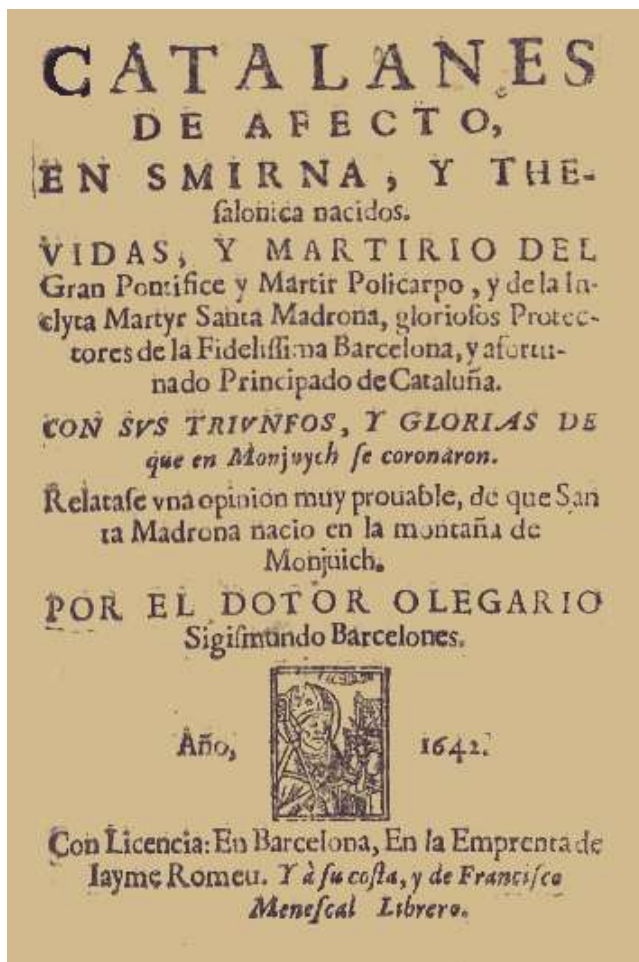 CATALANES
DE AFECTO,
EN SMIRNA, Y THE-
ſalonica nacidos.
VIDAS, Y MARTIRIO DEL
Gran Pontifice y Martir Policarpo, y de la In-
clyta Martyr Santa Madrona, glorioſos Protec-
tores de la Fideliſſima Barcelona, y afortu-
nado Principado de Cataluña.
CON SVS TRIVNFOS, Y GLORIAS DE
que en Monjuych ſe coronaron.
Relataſe vna opinion muy prouable, de que San
ta Madrona nacio en la montaña de
Monjuich.
POR EL DOTOR OLEGARIO
Sigiſmundo Barcelones.
Año, 1642.
Con Licencia: En Barcelona, En la Emprenta de
Iayme Romeu. Y à ſu coſta, y de Franciſco
Meneſcal Librero.